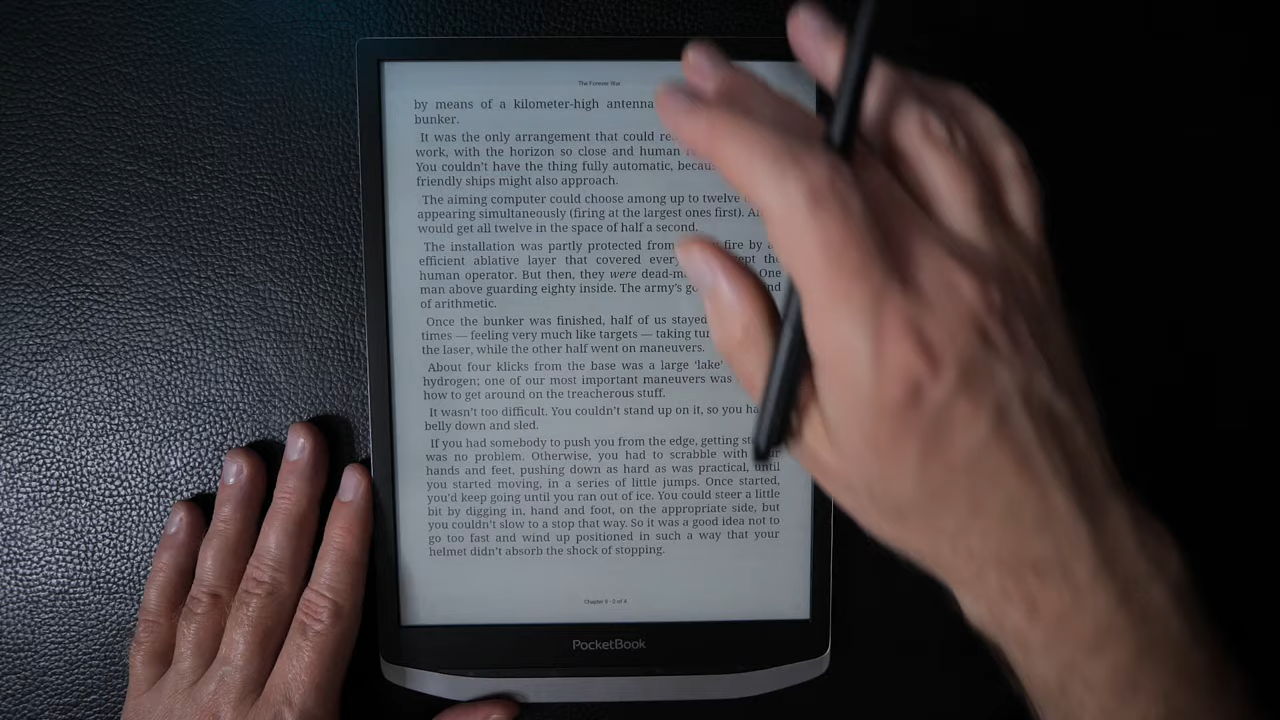 The Forever War
by means of a kilometer-high antenna
bunker.
It was the only arrangement that could
work, with the horizon so close and human
You couldn't have the thing fully automatic,
friendly ships might also approach.
The aiming computer could choose among up to twelve
appearing simultaneously (firing at the largest ones first).
would get all twelve in the space of half a second.
The installation was partly protected from fire by
efficient ablative layer that covered the
human operator. But then, they were One
man above guarding eighty inside. The army's
of arithmetic.
Once the bunker was finished, half of us stayed
times — feeling very much like targets — taking
the laser, while the other half went on maneuvers.
About four klicks from the base was a large ‘lake’
hydrogen; one of our most important maneuvers was
how to get around on the treacherous stuff.
It wasn't too difficult. You couldn't stand up on it, so you
belly down and sled.
If you had somebody to push you from the edge, getting
was no problem. Otherwise, you had to scrabble with
hands and feet, pushing down as hard as was practical, until
you started moving, in a series of little jumps. Once started,
you'd keep going until you ran out of ice. You could steer a little
bit by digging in, hand and foot, on the appropriate side, but
you couldn't slow to a stop that way. So it was a good idea not to
go too fast and wind up positioned in such a way that your
helmet didn't absorb the shock of stopping.
PocketBook